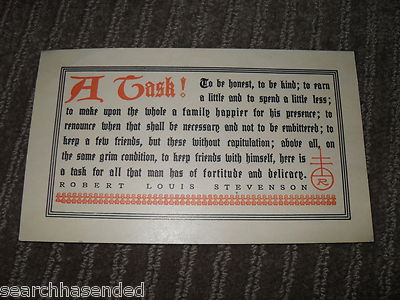 A Task! To be honest, to be kind; to earn
a little and to spend a little less;
to make upon the whole a family happier for his presence; to
renounce when that shall be necessary and not to be embittered; to
keep a few friends, but these without capitulation; above all, on
the same grim condition, to keep friends with himself, here is
a task for all that man has of fortitude and delicacy.
ROBERT LOUIS STEVENSON
R
searchhasended